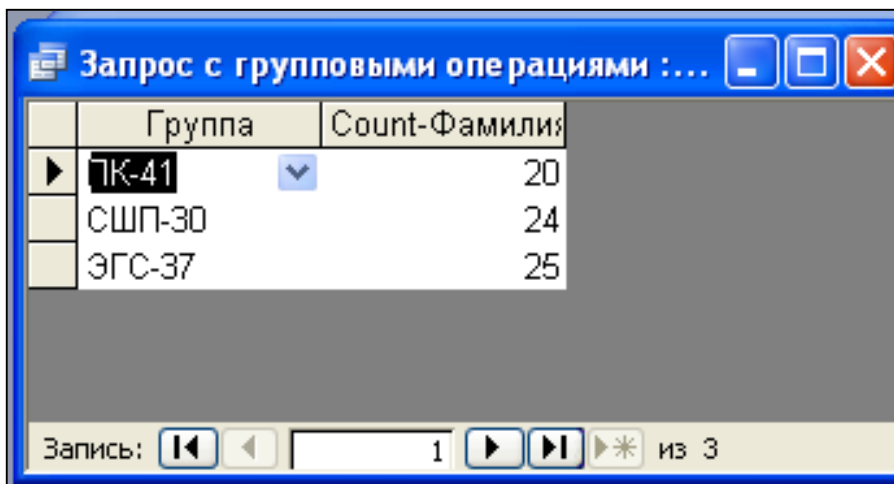 Запрос с групповыми операциями :...
Группа Count-Фамилия
ПК-41 20
СШП-30 24
ЭГС-37 25
Запись: 1 из 3